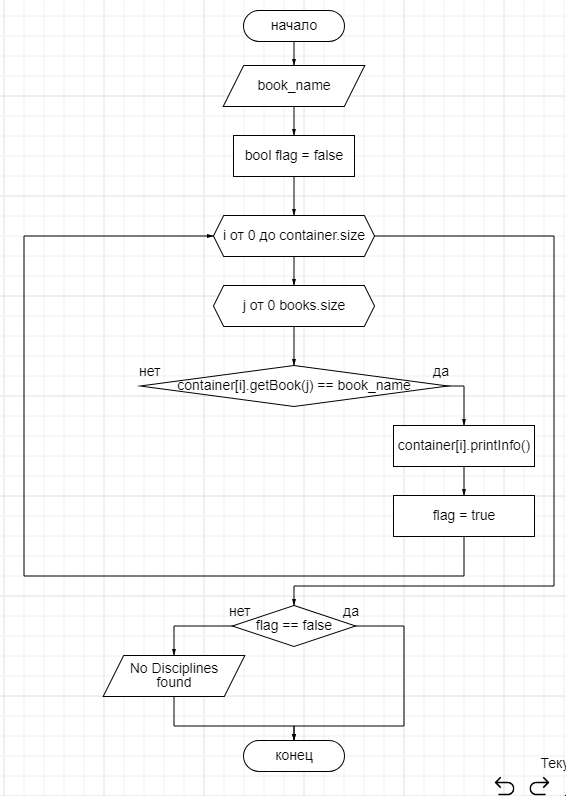 начало
book_name
bool flag = false
i от 0 до container.size
j от 0 books.size
нет
да
container[i].getBook(j) == book_name
container[i].printInfo()
flag = true
нет
да
flag == false
No Disciplines
found
конец
Теку